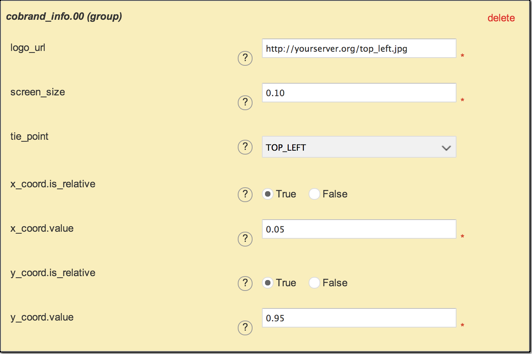 cobrand_info.00 (group) delete
logo_url ? http://yourserver.org/top_left.jpg *
screen_size ? 0.10 *
tie_point ? TOP_LEFT
x_coord.is_relative ? True False
x_coord.value ? 0.05 *
y_coord.is_relative ? True False
y_coord.value ? 0.95 *